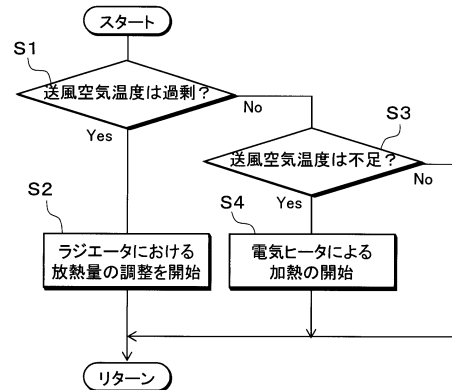 スタート
S1
送風空気温度は過剰?
No
Yes
S3
送風空気温度は不足?
No
Yes
S2
ラジエータにおける
放熱量の調整を開始
S4
電気ヒータによる
加熱の開始
リターン